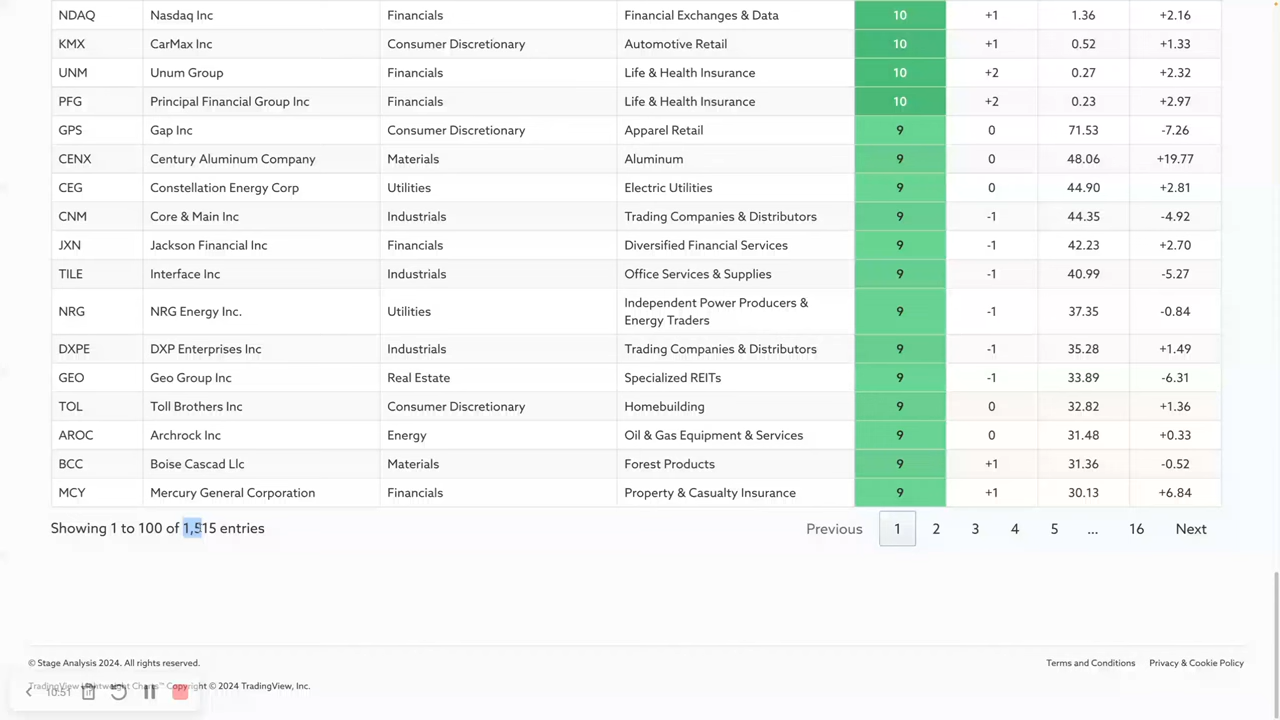 NDAQ Nasdaq Inc Financials Financial Exchanges & Data 10 +1 1.36 +2.16
KMX CarMax Inc Consumer Discretionary Automotive Retail 10 +1 0.52 +1.33
UNM Unum Group Financials Life & Health Insurance 10 +2 0.27 +2.32
PFG Principal Financial Group Inc Financials Life & Health Insurance 10 +2 0.23 +2.97
GPS Gap Inc Consumer Discretionary Apparel Retail 9 0 71.53 -7.26
CENX Century Aluminum Company Materials Aluminum 9 0 48.06 +19.77
CEG Constellation Energy Corp Utilities Electric Utilities 9 0 44.90 +2.81
CNM Core & Main Inc Industrials Trading Companies & Distributors 9 -1 44.35 -4.92
JXN Jackson Financial Inc Financials Diversified Financial Services 9 -1 42.23 +2.70
TILE Interface Inc Industrials Office Services & Supplies 9 -1 40.99 -5.27
NRG NRG Energy Inc. Utilities Independent Power Producers & Energy Traders 9 -1 37.35 -0.84
DXPE DXP Enterprises Inc Industrials Trading Companies & Distributors 9 -1 35.28 +1.49
GEO Geo Group Inc Real Estate Specialized REITs 9 -1 33.89 -6.31
TOL Toll Brothers Inc Consumer Discretionary Homebuilding 9 0 32.82 +1.36
AROC Archrock Inc Energy Oil & Gas Equipment & Services 9 0 31.48 +0.33
BCC Boise Cascad Llc Materials Forest Products 9 +1 31.36 -0.52
MCY Mercury General Corporation Financials Property & Casualty Insurance 9 +1 30.13 +6.84
Showing 1 to 100 of 1,515 entries Previous 1 2 3 4 5 ... 16 Next
© Stage Analysis 2024. All rights reserved. Terms and Conditions Privacy & Cookie Policy
TradingView Lightweight Charts™ Copyright © 2024 TradingView, Inc.
10:51